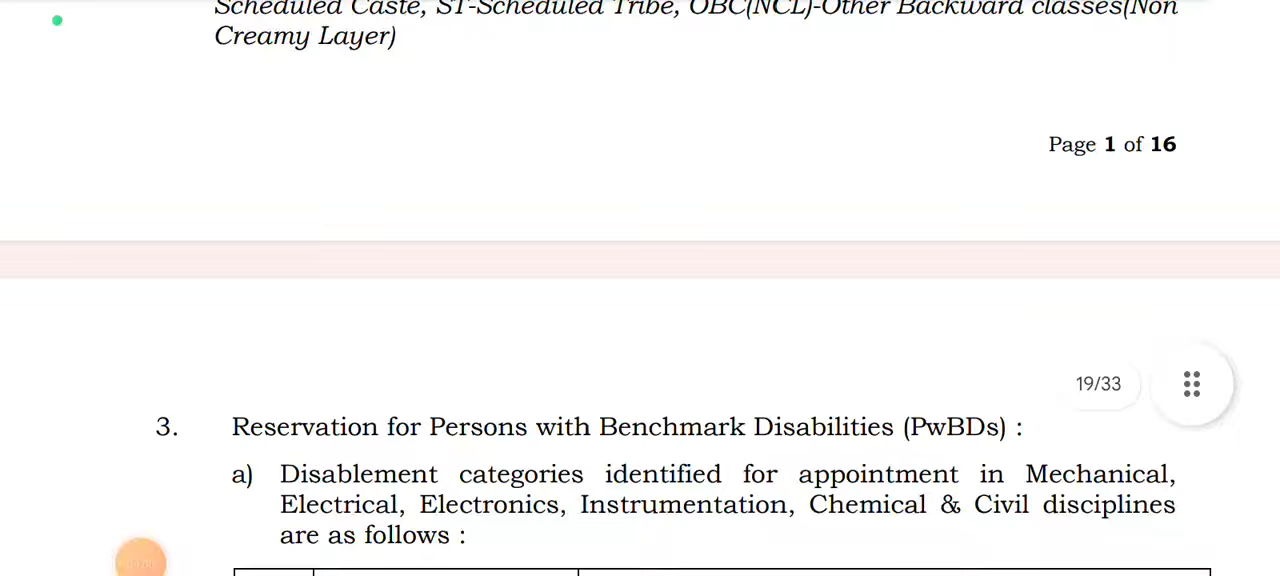 Scheduled Caste, ST-Scheduled Tribe, OBC(NCL)-Other Backward classes(Non
Creamy Layer)
Page 1 of 16
19/33
3. Reservation for Persons with Benchmark Disabilities (PwBDs) :
a) Disablement categories identified for appointment in Mechanical,
Electrical, Electronics, Instrumentation, Chemical & Civil disciplines
are as follows :